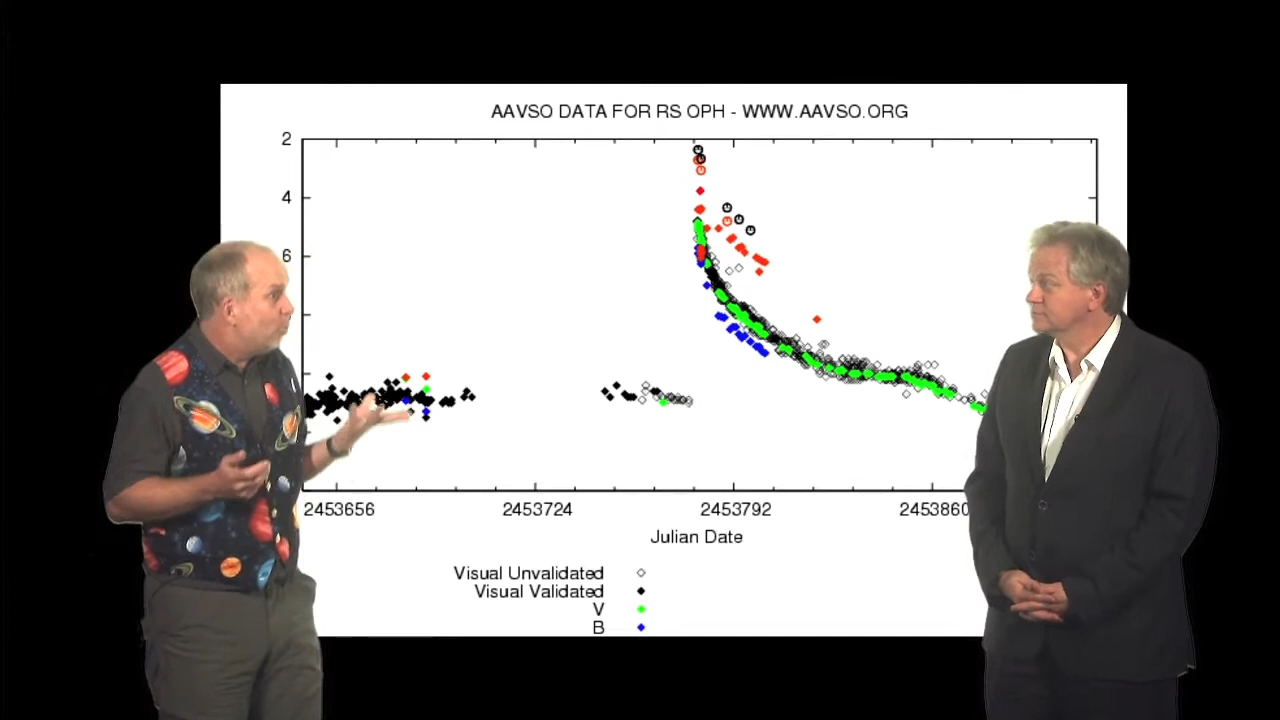 AAVSO DATA FOR RS OPH - WWW.AAVSO.ORG
2
4
6
2453656 2453724 2453792 2453860
Julian Date
Visual Unvalidated
Visual Validated
V
B